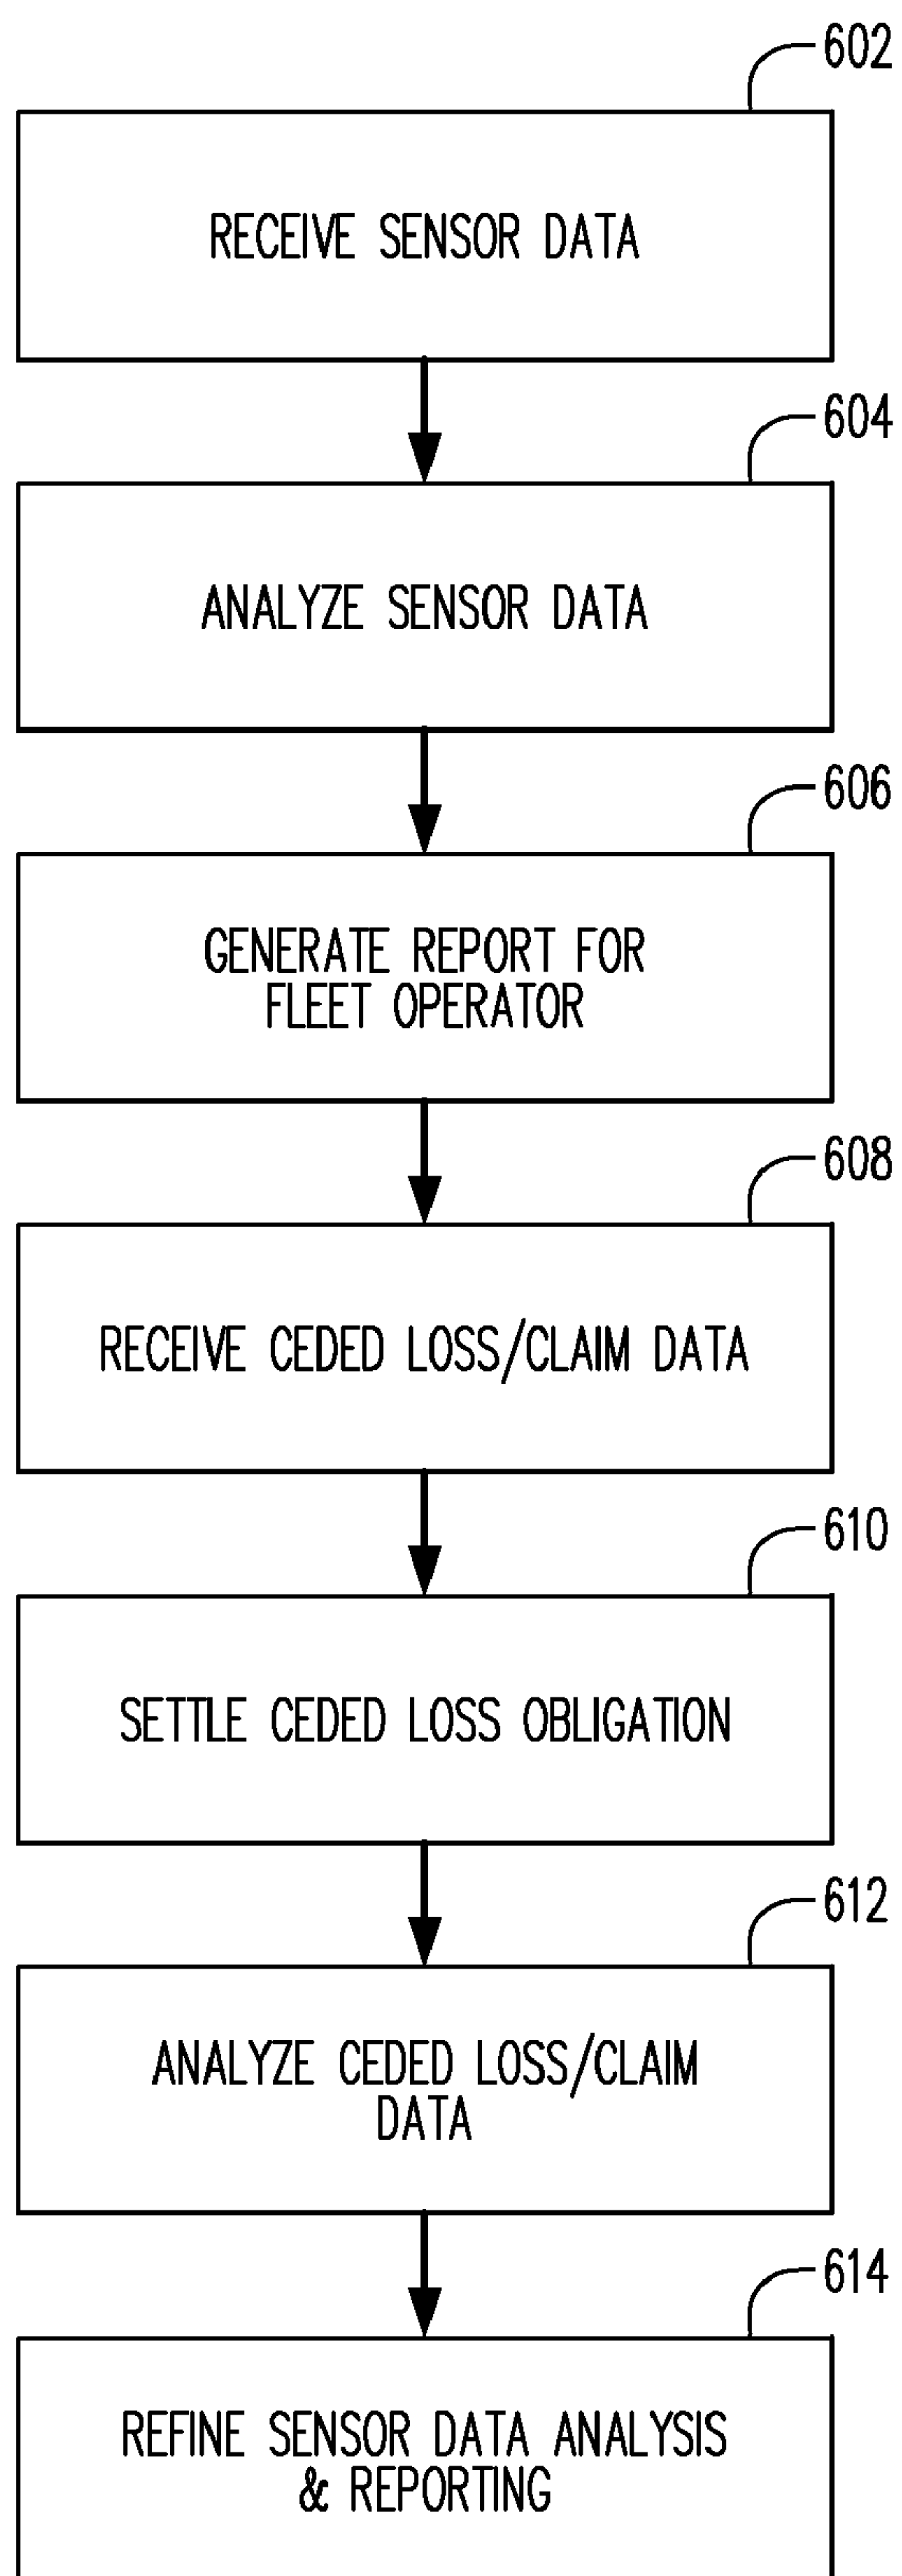 602
RECEIVE SENSOR DATA
604
ANALYZE SENSOR DATA
606
GENERATE REPORT FOR
FLEET OPERATOR
608
RECEIVE CEDED LOSS/CLAIM DATA
610
SETTLE CEDED LOSS OBLIGATION
612
ANALYZE CEDED LOSS/CLAIM
DATA
614
REFINE SENSOR DATA ANALYSIS
& REPORTING